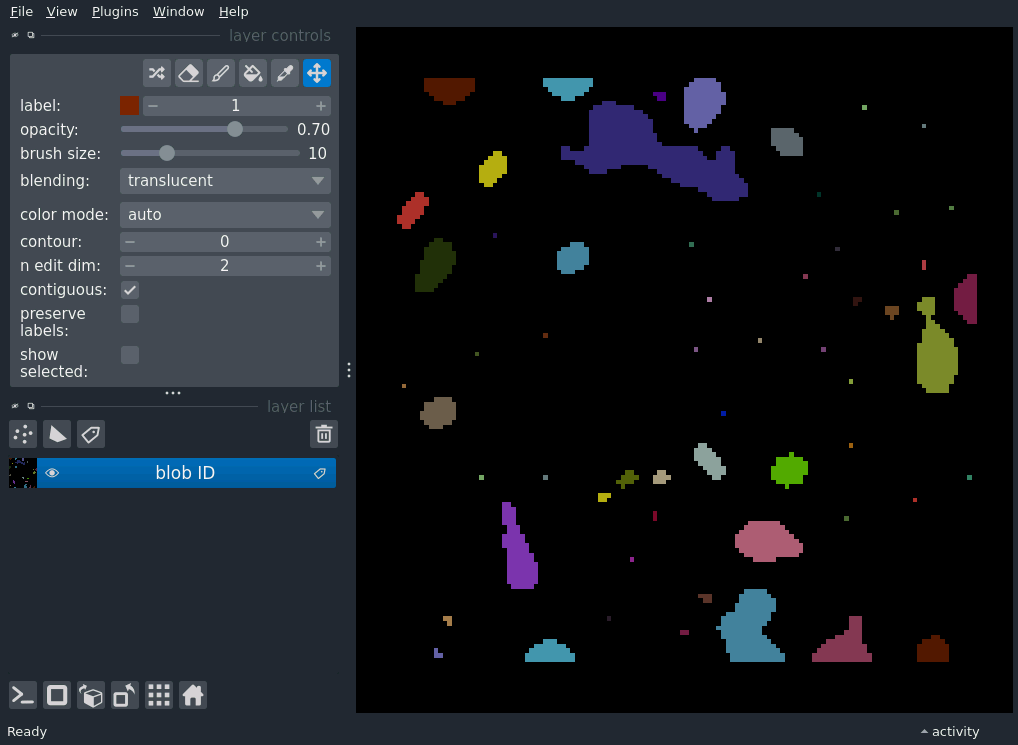 File View Plugins Window Help
layer controls
label: 1
opacity: 0.70
brush size: 10
blending: translucent
color mode: auto
contour: 0
n edit dim: 2
contiguous:
preserve
labels:
show
selected:
layer list
blob ID
Ready
activity